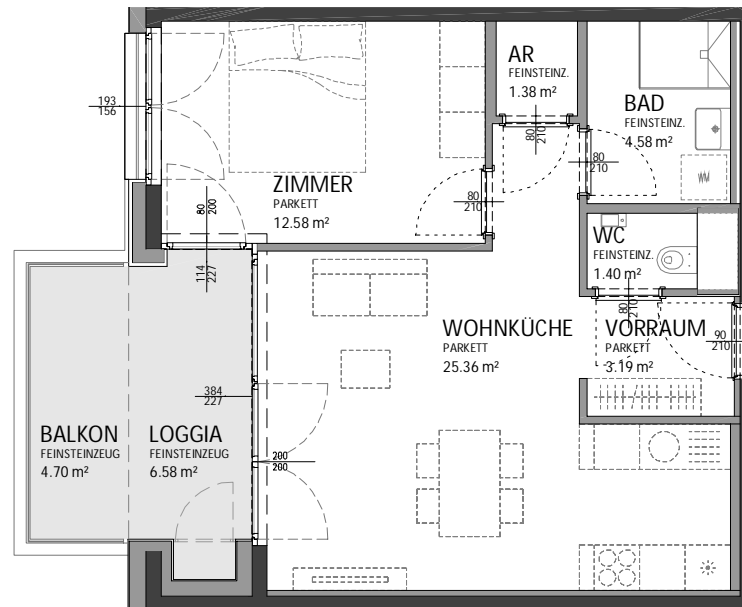 AR
FEINSTEINZ.
1.38 m²
BAD
FEINSTEINZ.
4.58 m²
193
156
80
210
80
210
ZIMMER
PARKETT
12.58 m²
80
210
80
200
WC
FEINSTEINZ.
1.40 m²
114
227
80
210
WOHNKÜCHE
PARKETT
25.36 m²
VORRAUM
PARKETT
3.19 m²
90
210
384
227
BALKON
FEINSTEINZEUG
4.70 m²
LOGGIA
FEINSTEINZEUG
6.58 m²
200
200